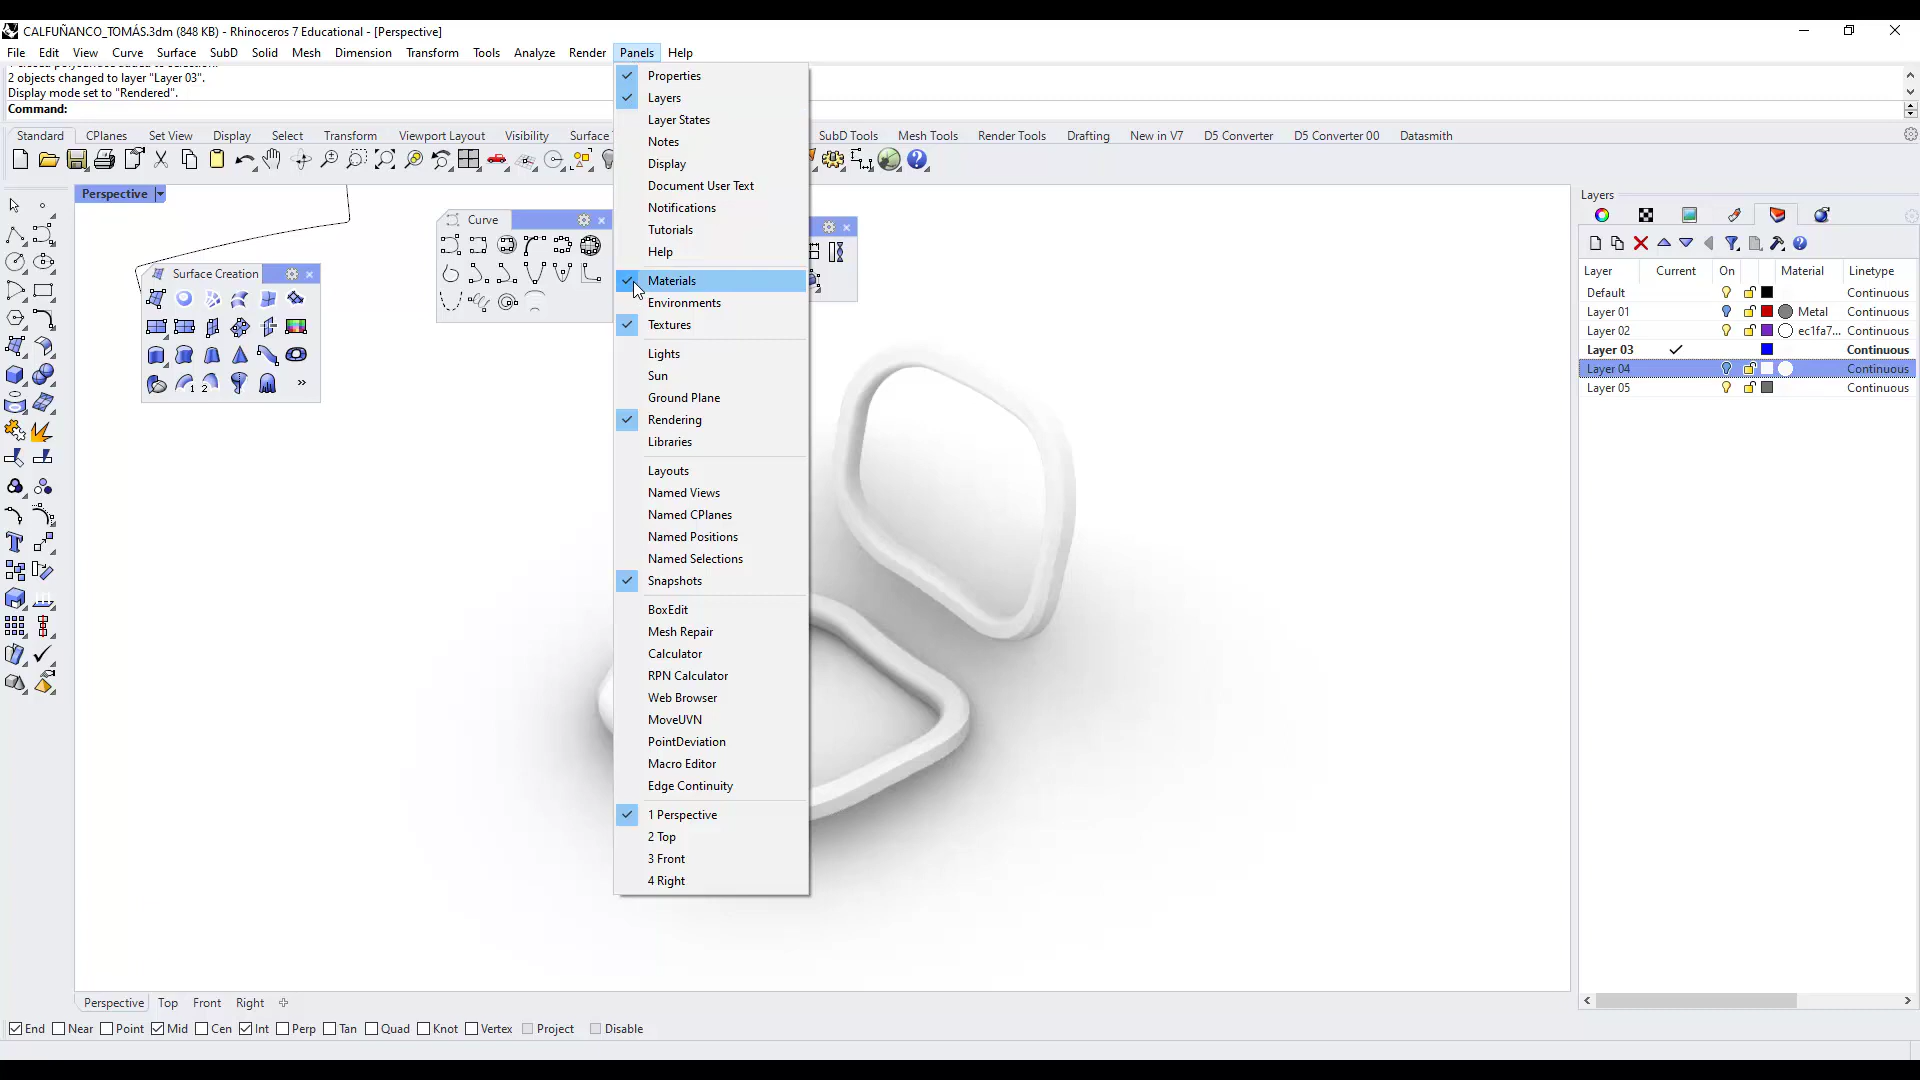 CALFUÑANCO_TOMÁS.3dm (848 KB) - Rhinoceros 7 Educational - [Perspective]
File Edit View Curve Surface SubD Solid Mesh Dimension Transform Tools Analyze Render Panels Help
2 objects changed to layer "Layer 03".
Display mode set to "Rendered".
Command:
Standard CPlanes Set View Display Select Transform Viewport Layout Visibility Surface SubD Tools Mesh Tools Render Tools Drafting New in V7 D5 Converter D5 Converter 00 Datasmith
Perspective
Curve
Surface Creation
1
2
»
Properties
Layers
Layer States
Notes
Display
Document User Text
Notifications
Tutorials
Help
Materials
Environments
Textures
Lights
Sun
Ground Plane
Rendering
Libraries
Layouts
Named Views
Named CPlanes
Named Positions
Named Selections
Snapshots
BoxEdit
Mesh Repair
Calculator
RPN Calculator
Web Browser
MoveUVN
PointDeviation
Macro Editor
Edge Continuity
1 Perspective
2 Top
3 Front
4 Right
Layers
Layer Current On Material Linetype
Default Continuous
Layer 01 Metal Continuous
Layer 02 ec1fa7... Continuous
Layer 03 Continuous
Layer 04 Continuous
Layer 05 Continuous
Perspective Top Front Right
End Near Point Mid Cen Int Perp Tan Quad Knot Vertex Project Disable